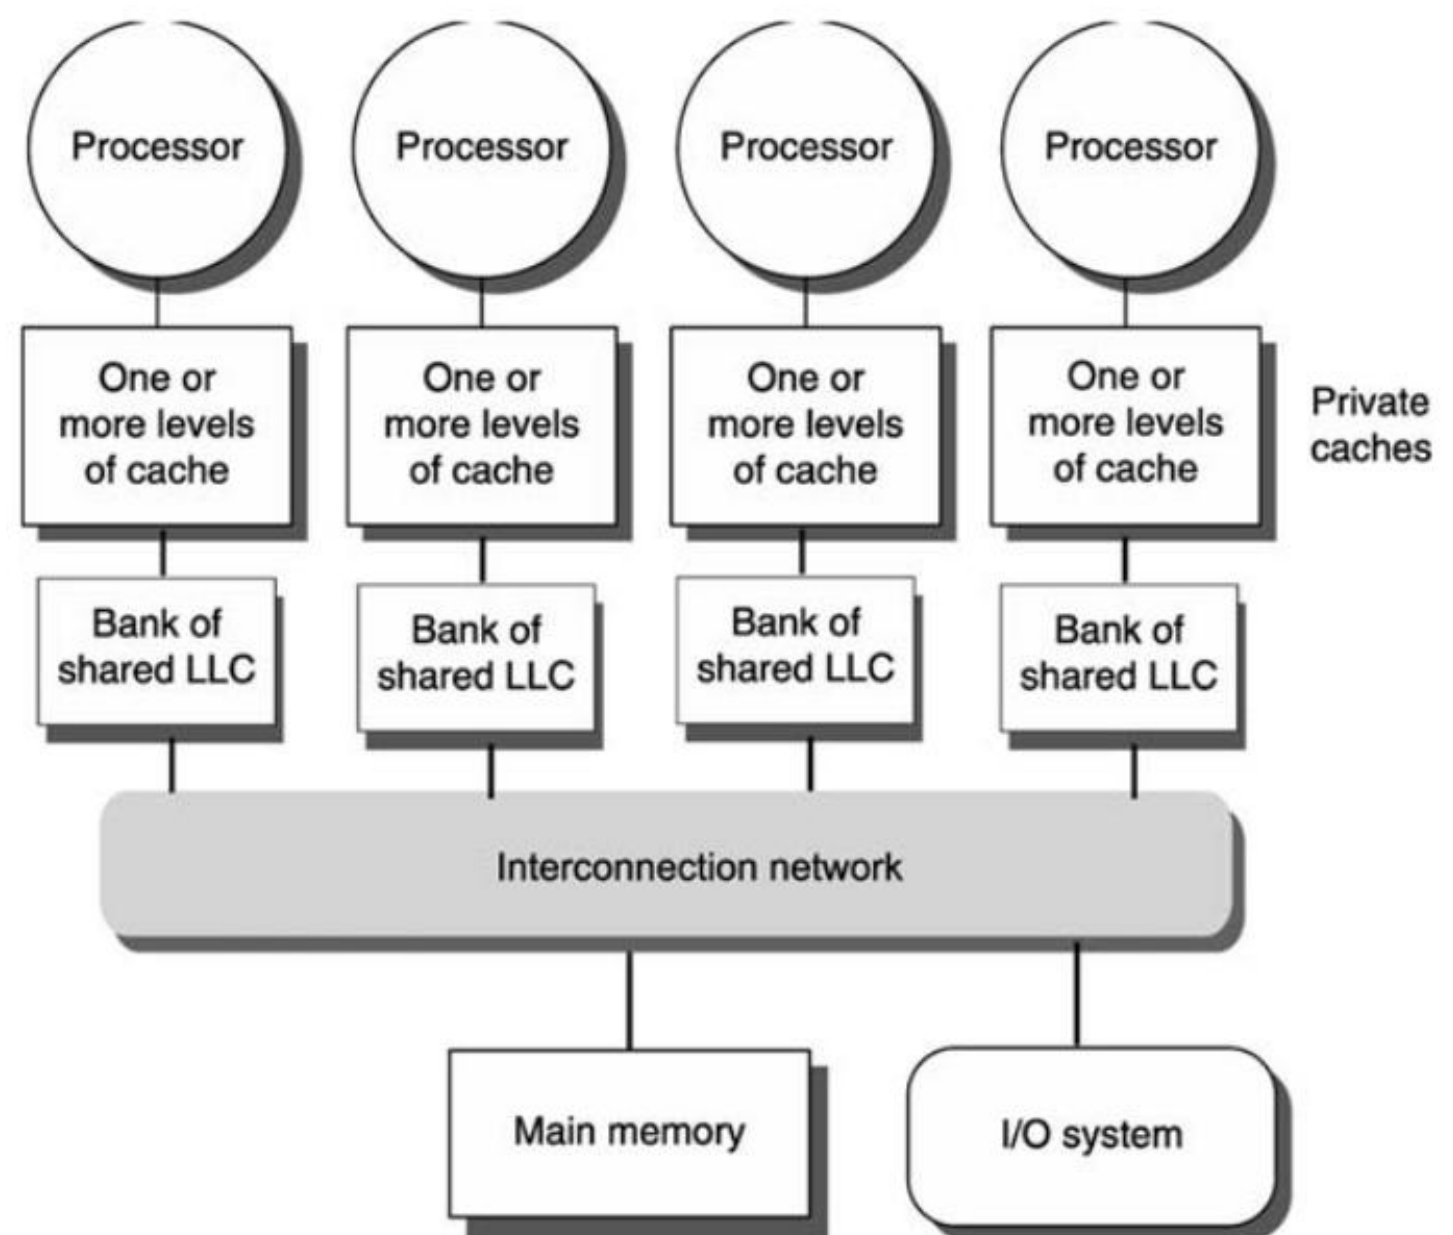 Processor
Processor
Processor
Processor
One or
more levels
of cache
One or
more levels
of cache
One or
more levels
of cache
One or
more levels
of cache
Private
caches
Bank of
shared LLC
Bank of
shared LLC
Bank of
shared LLC
Bank of
shared LLC
Interconnection network
Main memory
I/O system